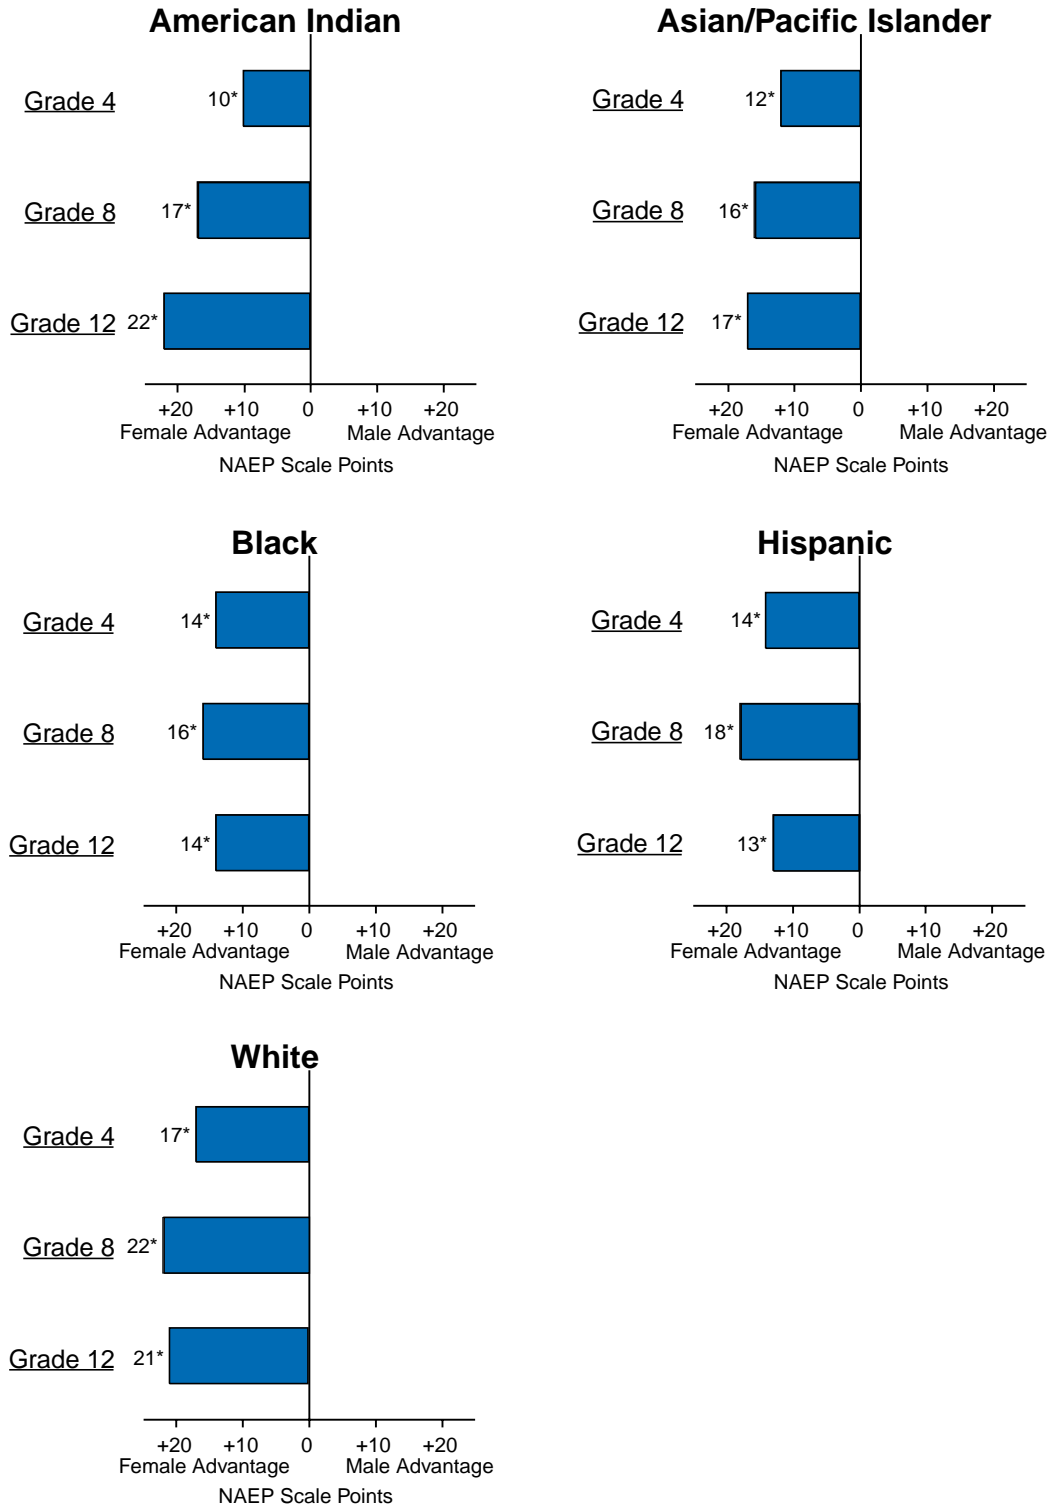 American Indian
Grade 4
10*
Grade 8
17*
Grade 12
22*
+20 +10 0 +10 +20
Female Advantage Male Advantage
NAEP Scale Points
Asian/Pacific Islander
Grade 4
12*
Grade 8
16*
Grade 12
17*
+20 +10 0 +10 +20
Female Advantage Male Advantage
NAEP Scale Points
Black
Grade 4
14*
Grade 8
16*
Grade 12
14*
+20 +10 0 +10 +20
Female Advantage Male Advantage
NAEP Scale Points
Hispanic
Grade 4
14*
Grade 8
18*
Grade 12
13*
+20 +10 0 +10 +20
Female Advantage Male Advantage
NAEP Scale Points
White
Grade 4
17*
Grade 8
22*
Grade 12
21*
+20 +10 0 +10 +20
Female Advantage Male Advantage
NAEP Scale Points